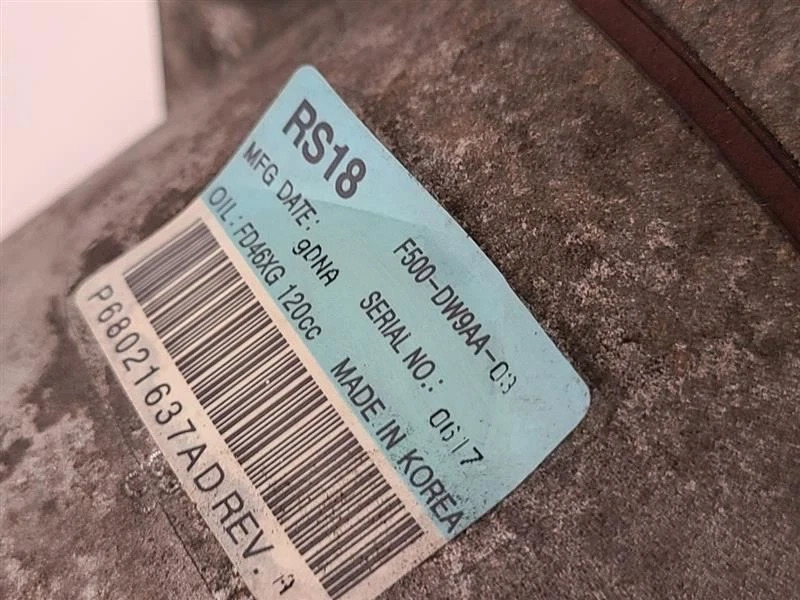 RS18
F500-DW9AA-03
MFG DATE: 9DNA
SERIAL NO.: 0617
OIL: FD46XG 120cc
MADE IN KOREA
P68021637AD REV. A